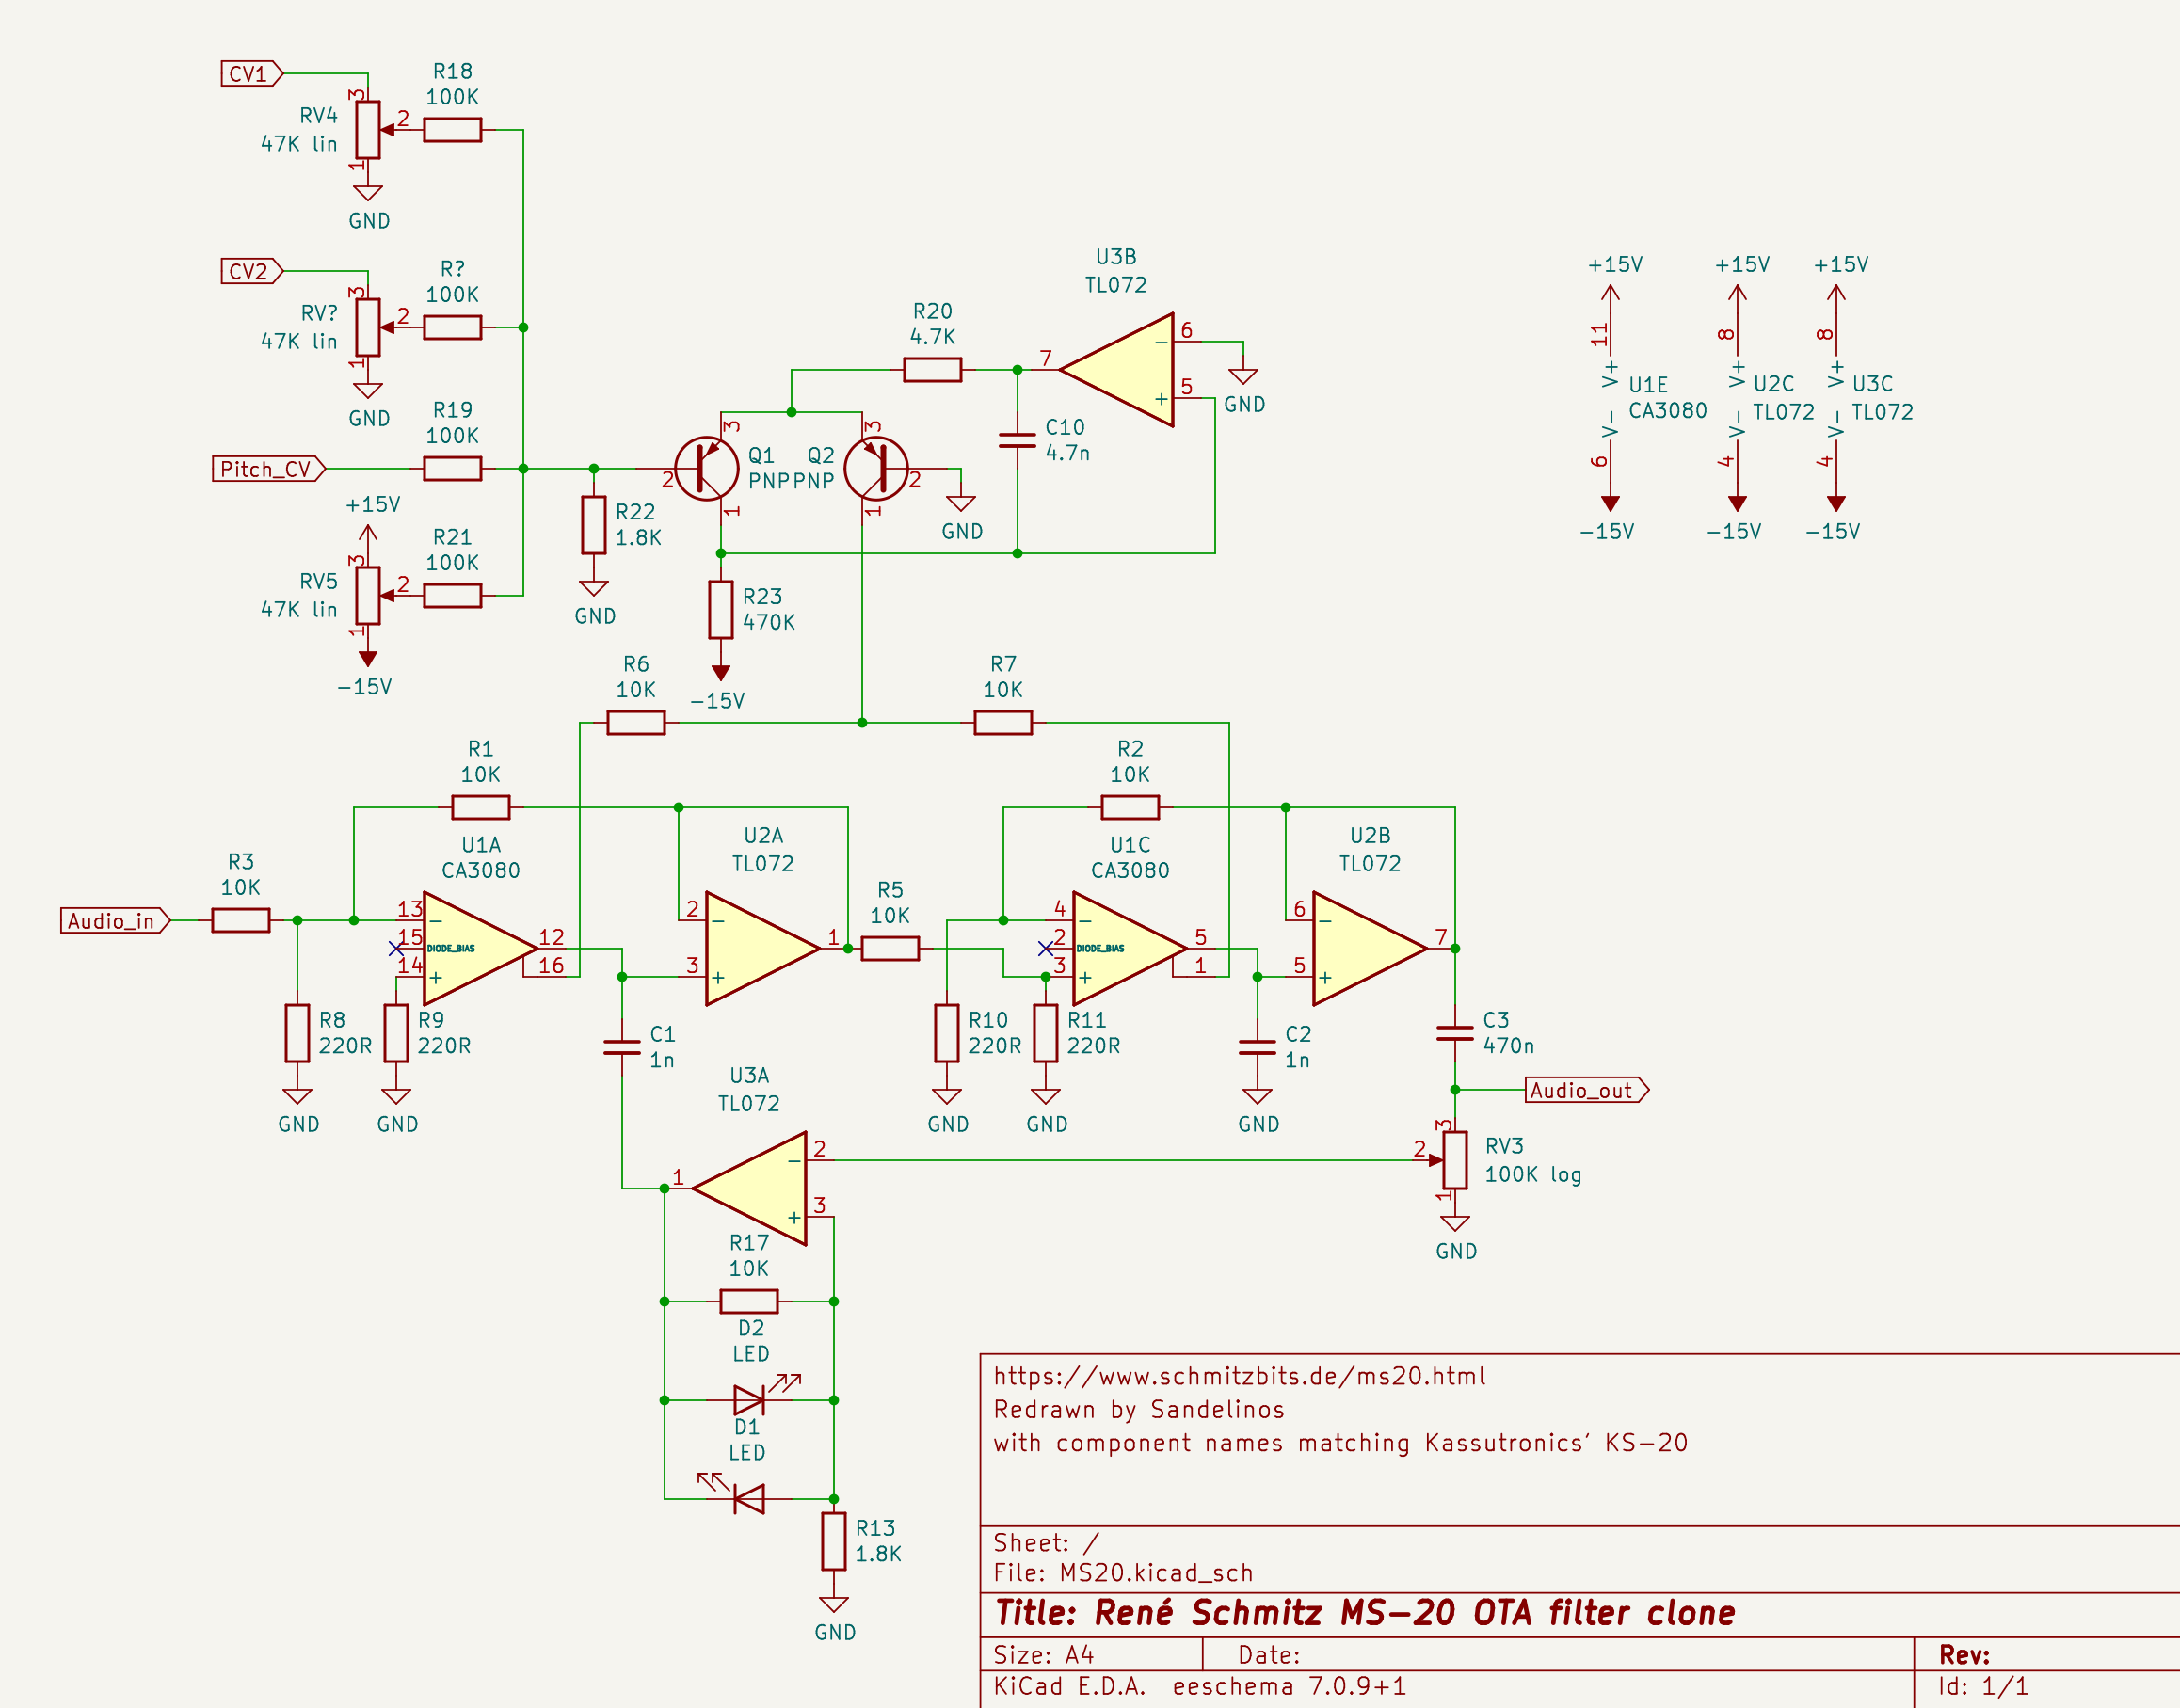 CV1
3
RV4
47K lin
2
1
GND
R18
100K
CV2
3
RV?
47K lin
2
1
GND
R?
100K
Pitch_CV
R19
100K
+15V
3
RV5
47K lin
2
1
-15V
R21
100K
R22
1.8K
GND
2
3
Q1
PNP
1
Q2
PNP
3
2
1
GND
R20
4.7K
U3B
TL072
7
6
−
5
+
GND
C10
4.7n
R23
470K
-15V
+15V
11
V+
U1E
CA3080
V-
6
-15V
+15V
8
V+
U2C
TL072
V-
4
-15V
+15V
8
V+
U3C
TL072
V-
4
-15V
R6
10K
R7
10K
R1
10K
R2
10K
Audio_in
R3
10K
U1A
CA3080
13
−
15
DIODE_BIAS
14
+
12
16
U2A
TL072
2
−
3
+
1
R5
10K
U1C
CA3080
4
−
2
DIODE_BIAS
3
+
5
1
U2B
TL072
6
−
5
+
7
R8
220R
GND
R9
220R
GND
C1
1n
R10
220R
GND
R11
220R
GND
C2
1n
GND
C3
470n
Audio_out
3
RV3
100K log
2
1
GND
U3A
TL072
1
2
−
3
+
R17
10K
D2
LED
D1
LED
R13
1.8K
GND
https://www.schmitzbits.de/ms20.html
Redrawn by Sandelinos
with component names matching Kassutronics' KS-20
Sheet: /
File: MS20.kicad_sch
Title: René Schmitz MS-20 OTA filter clone
Size: A4
Date:
Rev:
KiCad E.D.A. eeschema 7.0.9+1
Id: 1/1